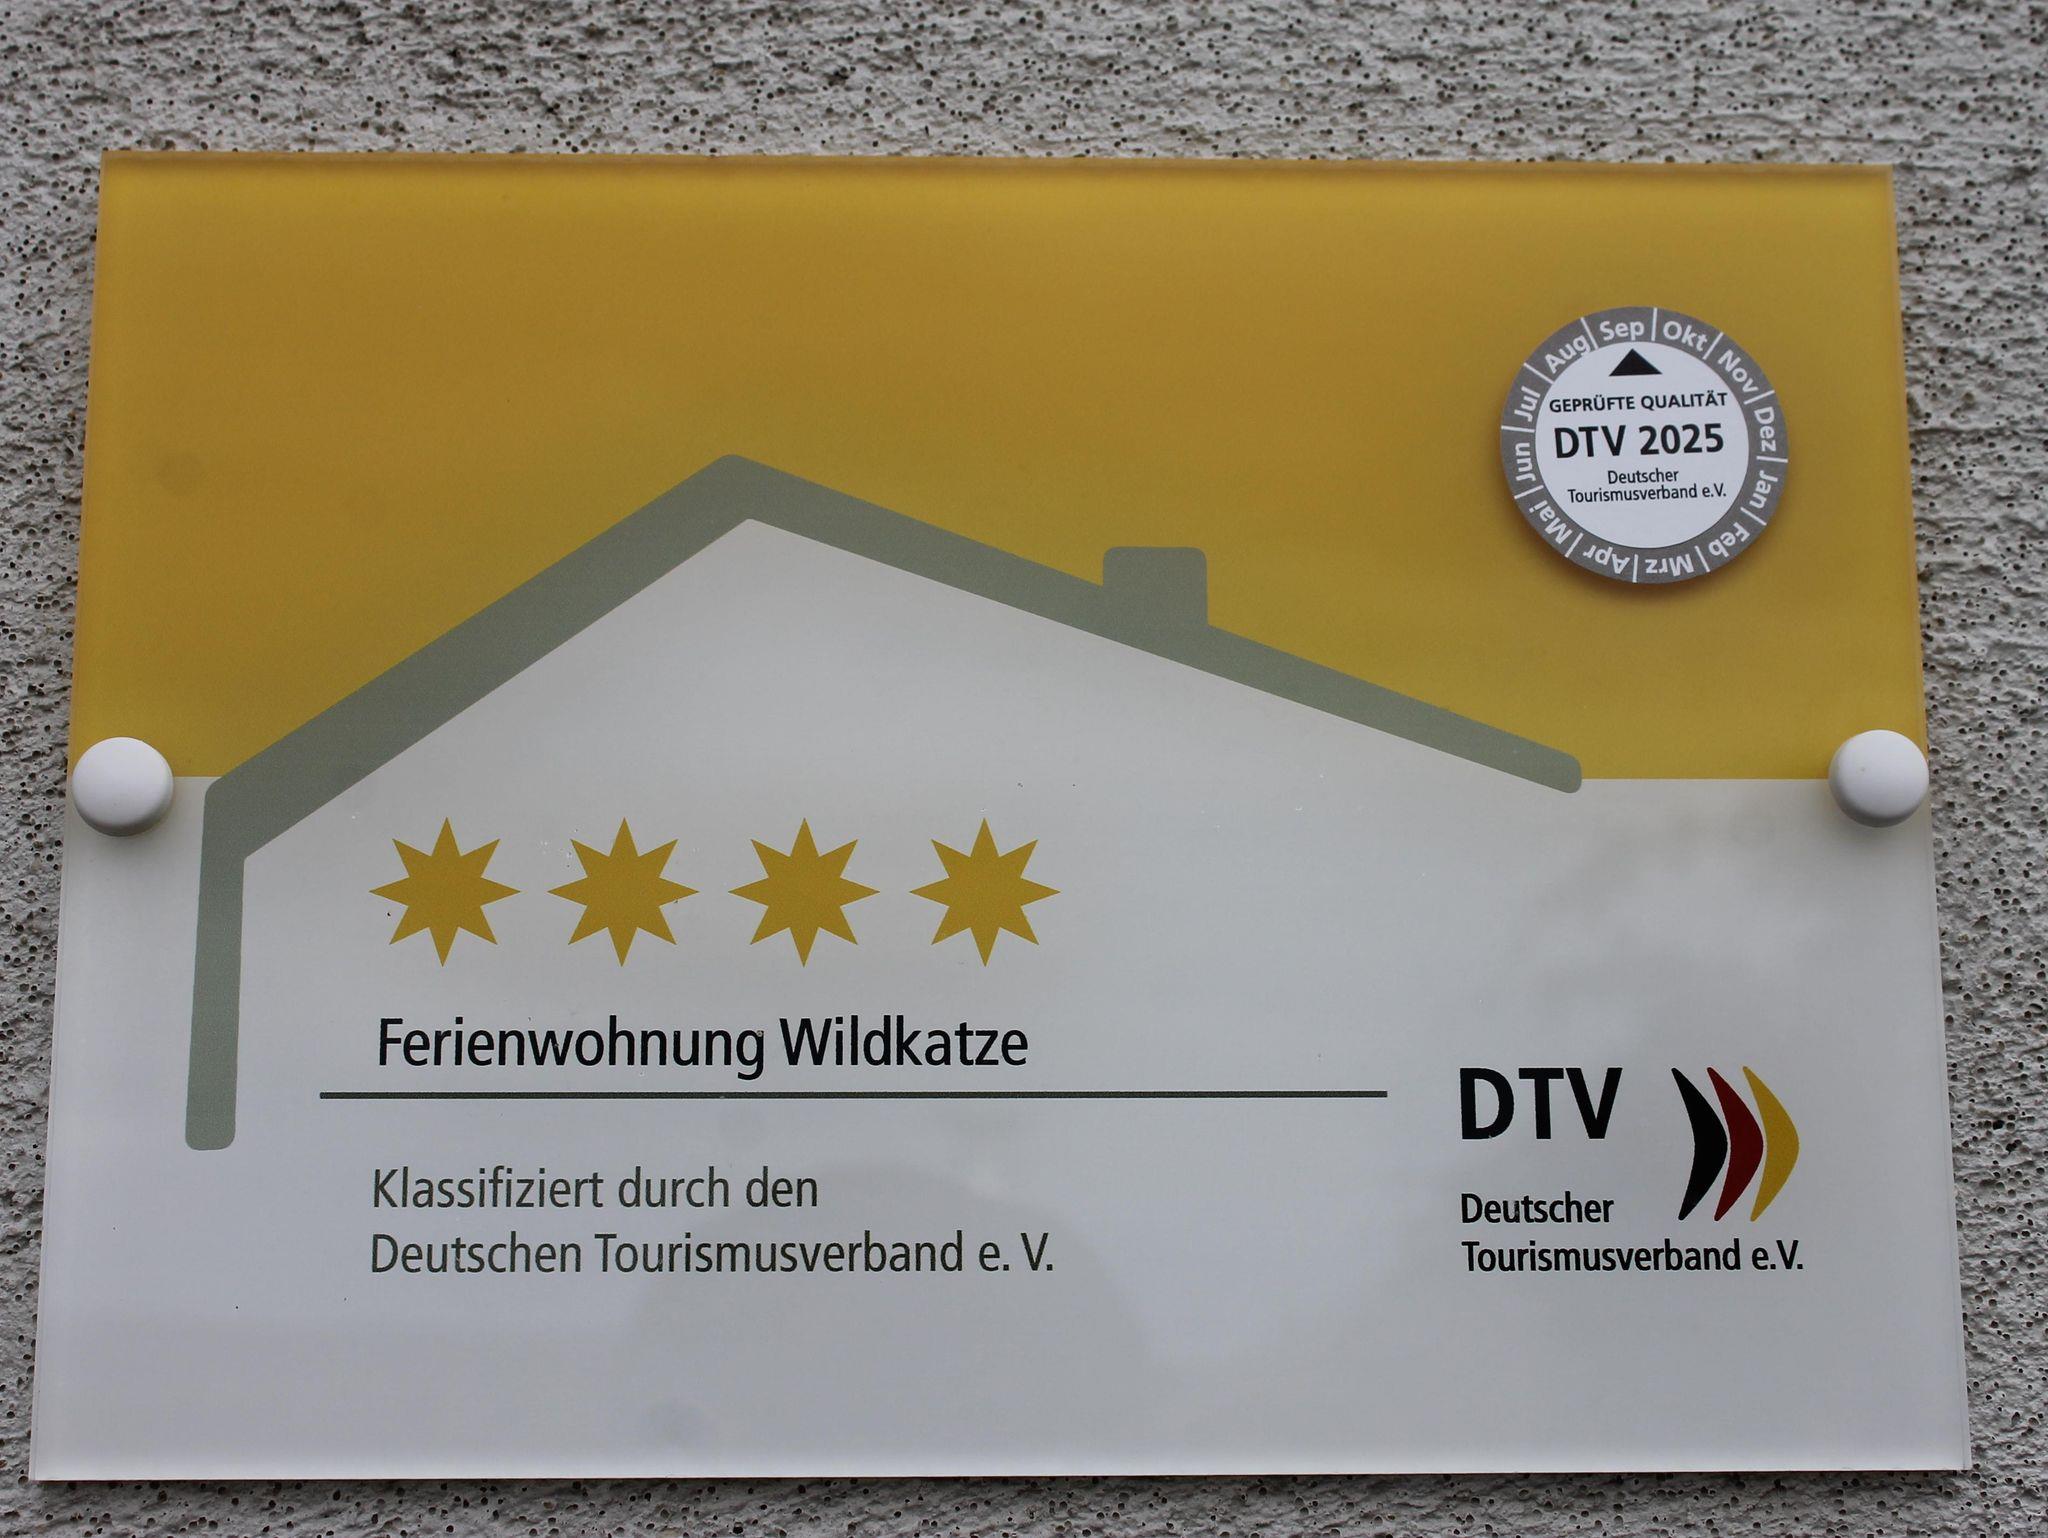 Sep | Okt | Nov | Dez | Jan | Feb | Mrz | Apr | Mai | Jun | Jul | Aug
GEPRÜFTE QUALITÄT
DTV 2025
Deutscher
Tourismusverband e.V.
Ferienwohnung Wildkatze
Klassifiziert durch den
Deutschen Tourismusverband e. V.
DTV
Deutscher
Tourismusverband e.V.